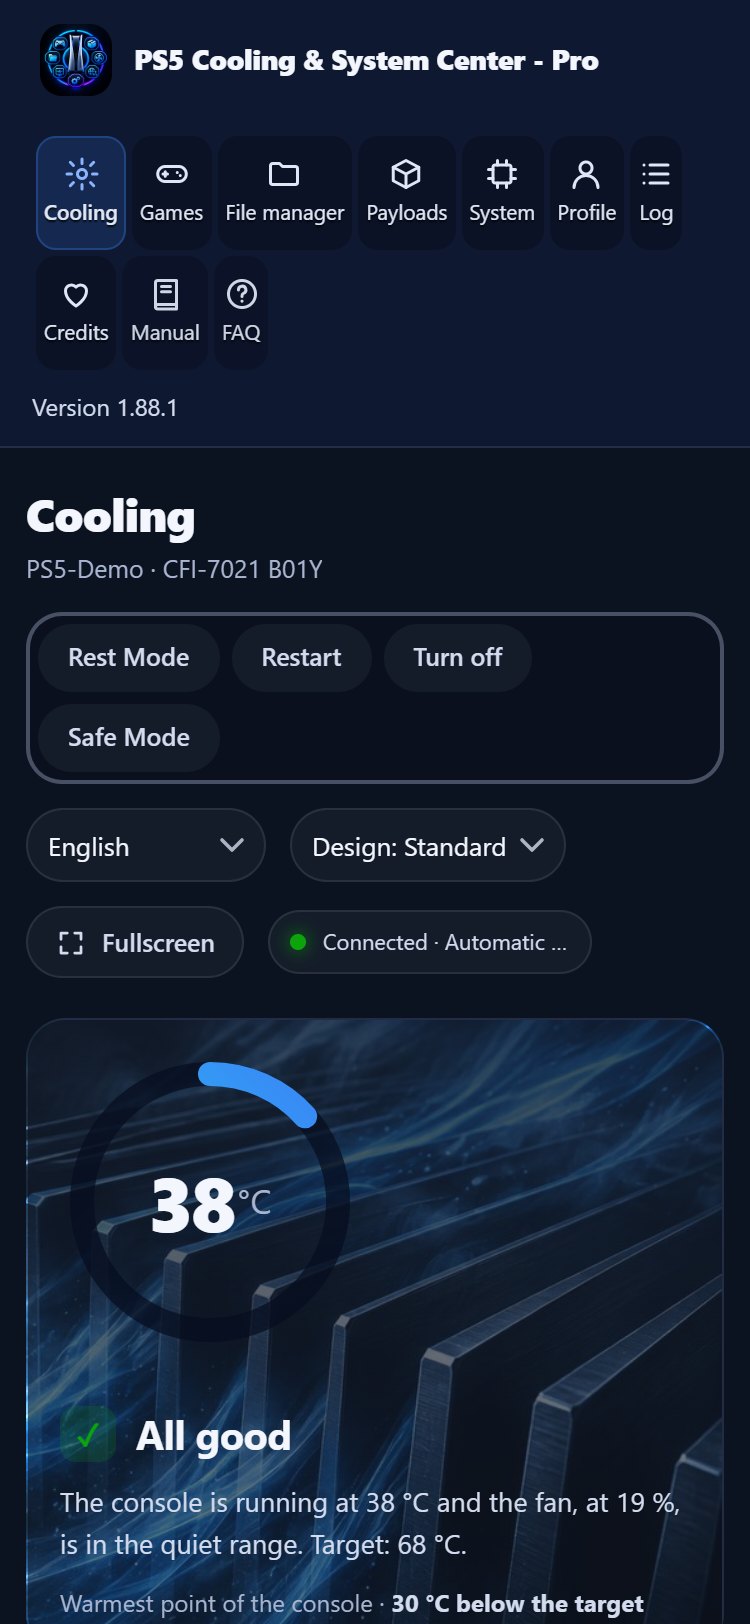 PS5 Cooling & System Center - Pro
Cooling
Games
File manager
Payloads
System
Profile
Log
Credits
Manual
FAQ
Version 1.88.1
Cooling
PS5-Demo · CFI-7021 B01Y
Rest Mode
Restart
Turn off
Safe Mode
English
Design: Standard
Fullscreen
Connected · Automatic ...
38 °C
All good
The console is running at 38 °C and the fan, at 19 %,
is in the quiet range. Target: 68 °C.
Warmest point of the console · 30 °C below the target